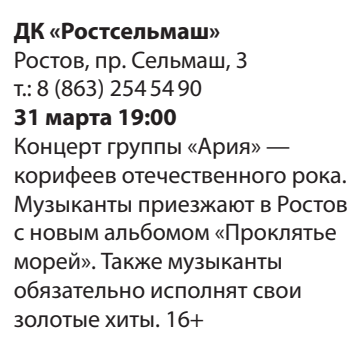 ДК «Ростсельмаш»
Ростов, пр. Сельмаш, 3
т.: 8 (863) 254 54 90
31 марта 19:00
Концерт группы «Ария» —
корифеев отечественного рока.
Музыканты приезжают в Ростов
с новым альбомом «Проклятье
морей». Также музыканты
обязательно исполнят свои
золотые хиты. 16+